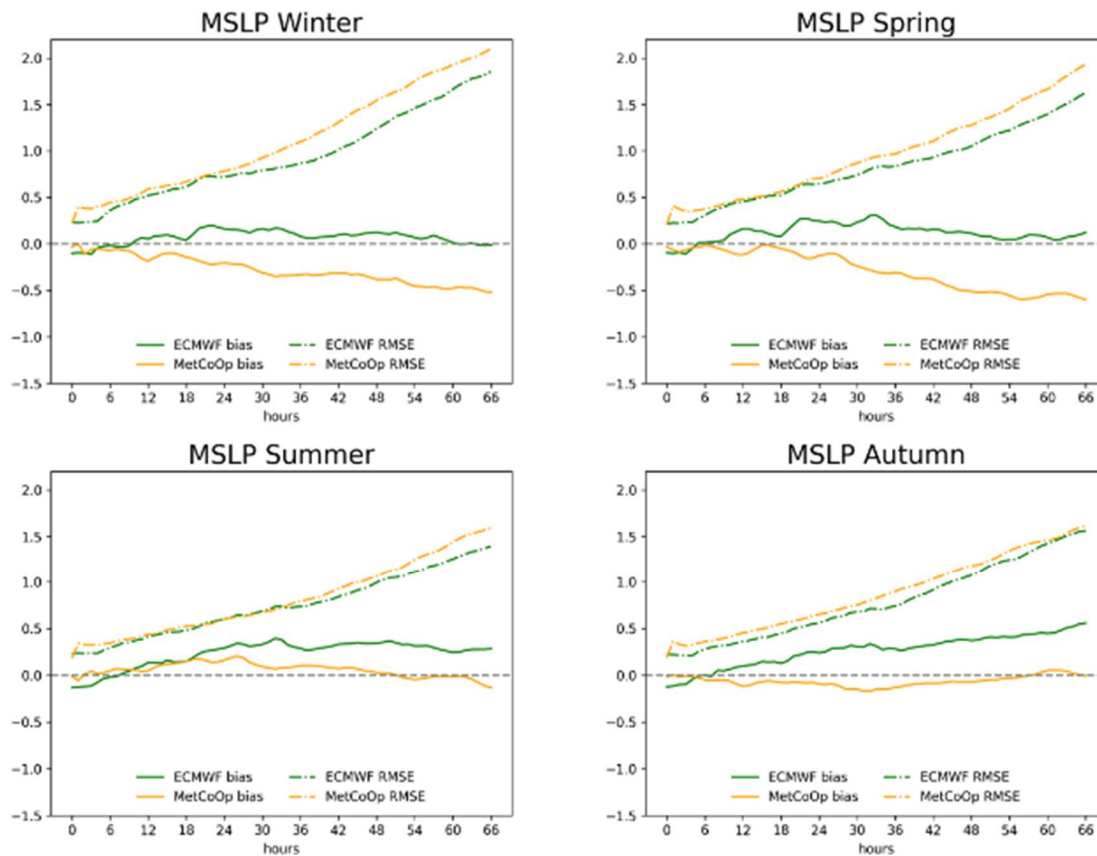 MSLP Winter
2.0
1.5
1.0
0.5
0.0
−0.5
−1.0
−1.5
ECMWF bias ECMWF RMSE
MetCoOp bias MetCoOp RMSE
0 6 12 18 24 30 36 42 48 54 60 66
hours
MSLP Spring
2.0
1.5
1.0
0.5
0.0
−0.5
−1.0
−1.5
ECMWF bias ECMWF RMSE
MetCoOp bias MetCoOp RMSE
0 6 12 18 24 30 36 42 48 54 60 66
hours
MSLP Summer
2.0
1.5
1.0
0.5
0.0
−0.5
−1.0
−1.5
ECMWF bias ECMWF RMSE
MetCoOp bias MetCoOp RMSE
0 6 12 18 24 30 36 42 48 54 60 66
hours
MSLP Autumn
2.0
1.5
1.0
0.5
0.0
−0.5
−1.0
−1.5
ECMWF bias ECMWF RMSE
MetCoOp bias MetCoOp RMSE
0 6 12 18 24 30 36 42 48 54 60 66
hours